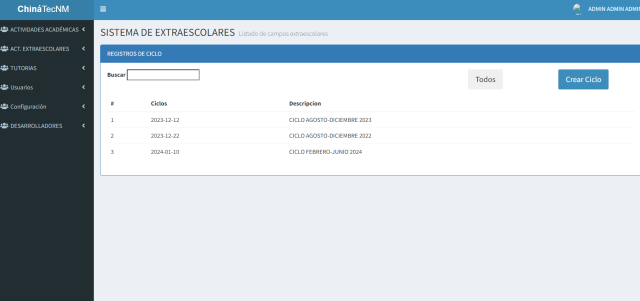 ChináTecNM
ADMIN ADMIN ADMIN
ACTIVIDADES ACADÉMICAS
ACT. EXTRAESCOLARES
TUTORIAS
Usuarios
Configuración
DESARROLLADORES
SISTEMA DE EXTRAESCOLARES Listado de campos extraescolares
REGISTROS DE CICLO
Buscar
Todos
Crear Ciclo
# Ciclos Descripcion
1 2023-12-12 CICLO AGOSTO-DICIEMBRE 2023
2 2023-12-22 CICLO AGOSTO-DICIEMBRE 2022
3 2024-01-10 CICLO FEBRERO-JUNIO 2024